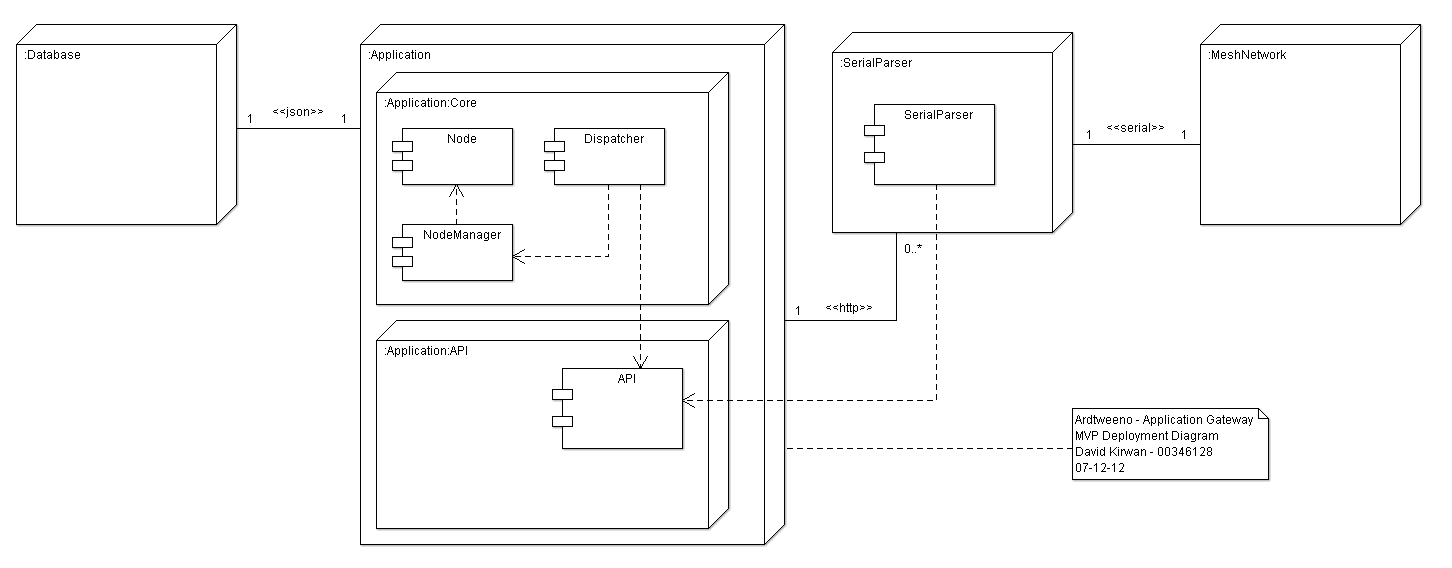 :Database
1
<<json>>
1
:Application
:Application:Core
Node
Dispatcher
NodeManager
:Application:API
API
:SerialParser
SerialParser
0..*
1
<<http>>
1
<<serial>>
1
:MeshNetwork
Ardtweeno - Application Gateway
MVP Deployment Diagram
David Kirwan - 00346128
07-12-12